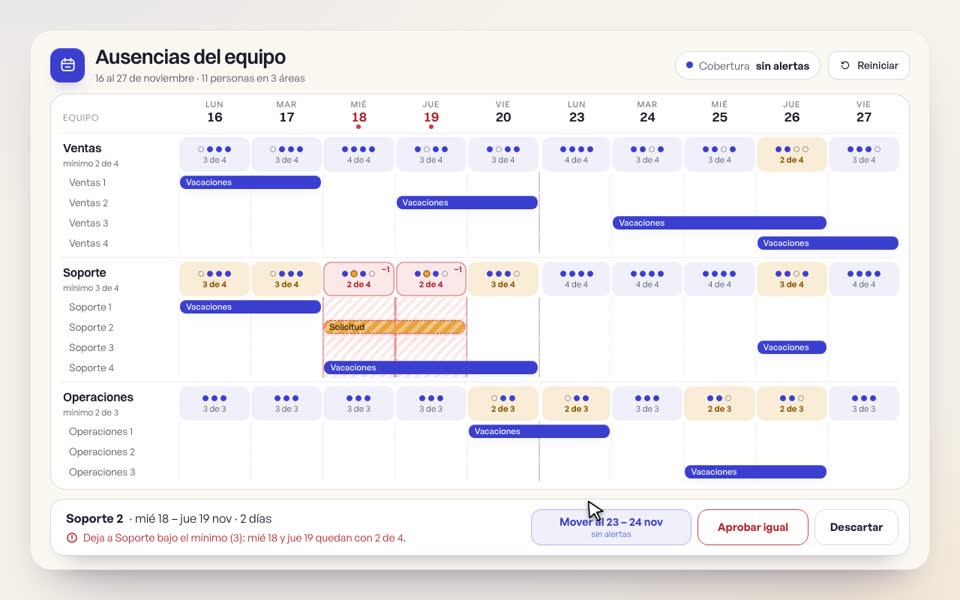 Ausencias del equipo
16 al 27 de noviembre · 11 personas en 3 áreas
Cobertura sin alertas
Reiniciar
EQUIPO
LUN MAR MIÉ JUE VIE LUN MAR MIÉ JUE VIE
16 17 18 19 20 23 24 25 26 27
Ventas
mínimo 2 de 4
3 de 4 3 de 4 4 de 4 3 de 4 3 de 4 4 de 4 3 de 4 3 de 4 2 de 4 3 de 4
Ventas 1 Vacaciones
Ventas 2 Vacaciones
Ventas 3 Vacaciones
Ventas 4 Vacaciones
Soporte
mínimo 3 de 4
−1 −1
3 de 4 3 de 4 2 de 4 2 de 4 3 de 4 4 de 4 4 de 4 4 de 4 3 de 4 4 de 4
Soporte 1 Vacaciones
Soporte 2 Solicitud
Soporte 3 Vacaciones
Soporte 4 Vacaciones
Operaciones
mínimo 2 de 3
3 de 3 3 de 3 3 de 3 3 de 3 2 de 3 2 de 3 3 de 3 2 de 3 2 de 3 3 de 3
Operaciones 1 Vacaciones
Operaciones 2
Operaciones 3 Vacaciones
Soporte 2 · mié 18 – jue 19 nov · 2 días
Deja a Soporte bajo el mínimo (3): mié 18 y jue 19 quedan con 2 de 4.
Mover al 23 – 24 nov
sin alertas
Aprobar igual
Descartar